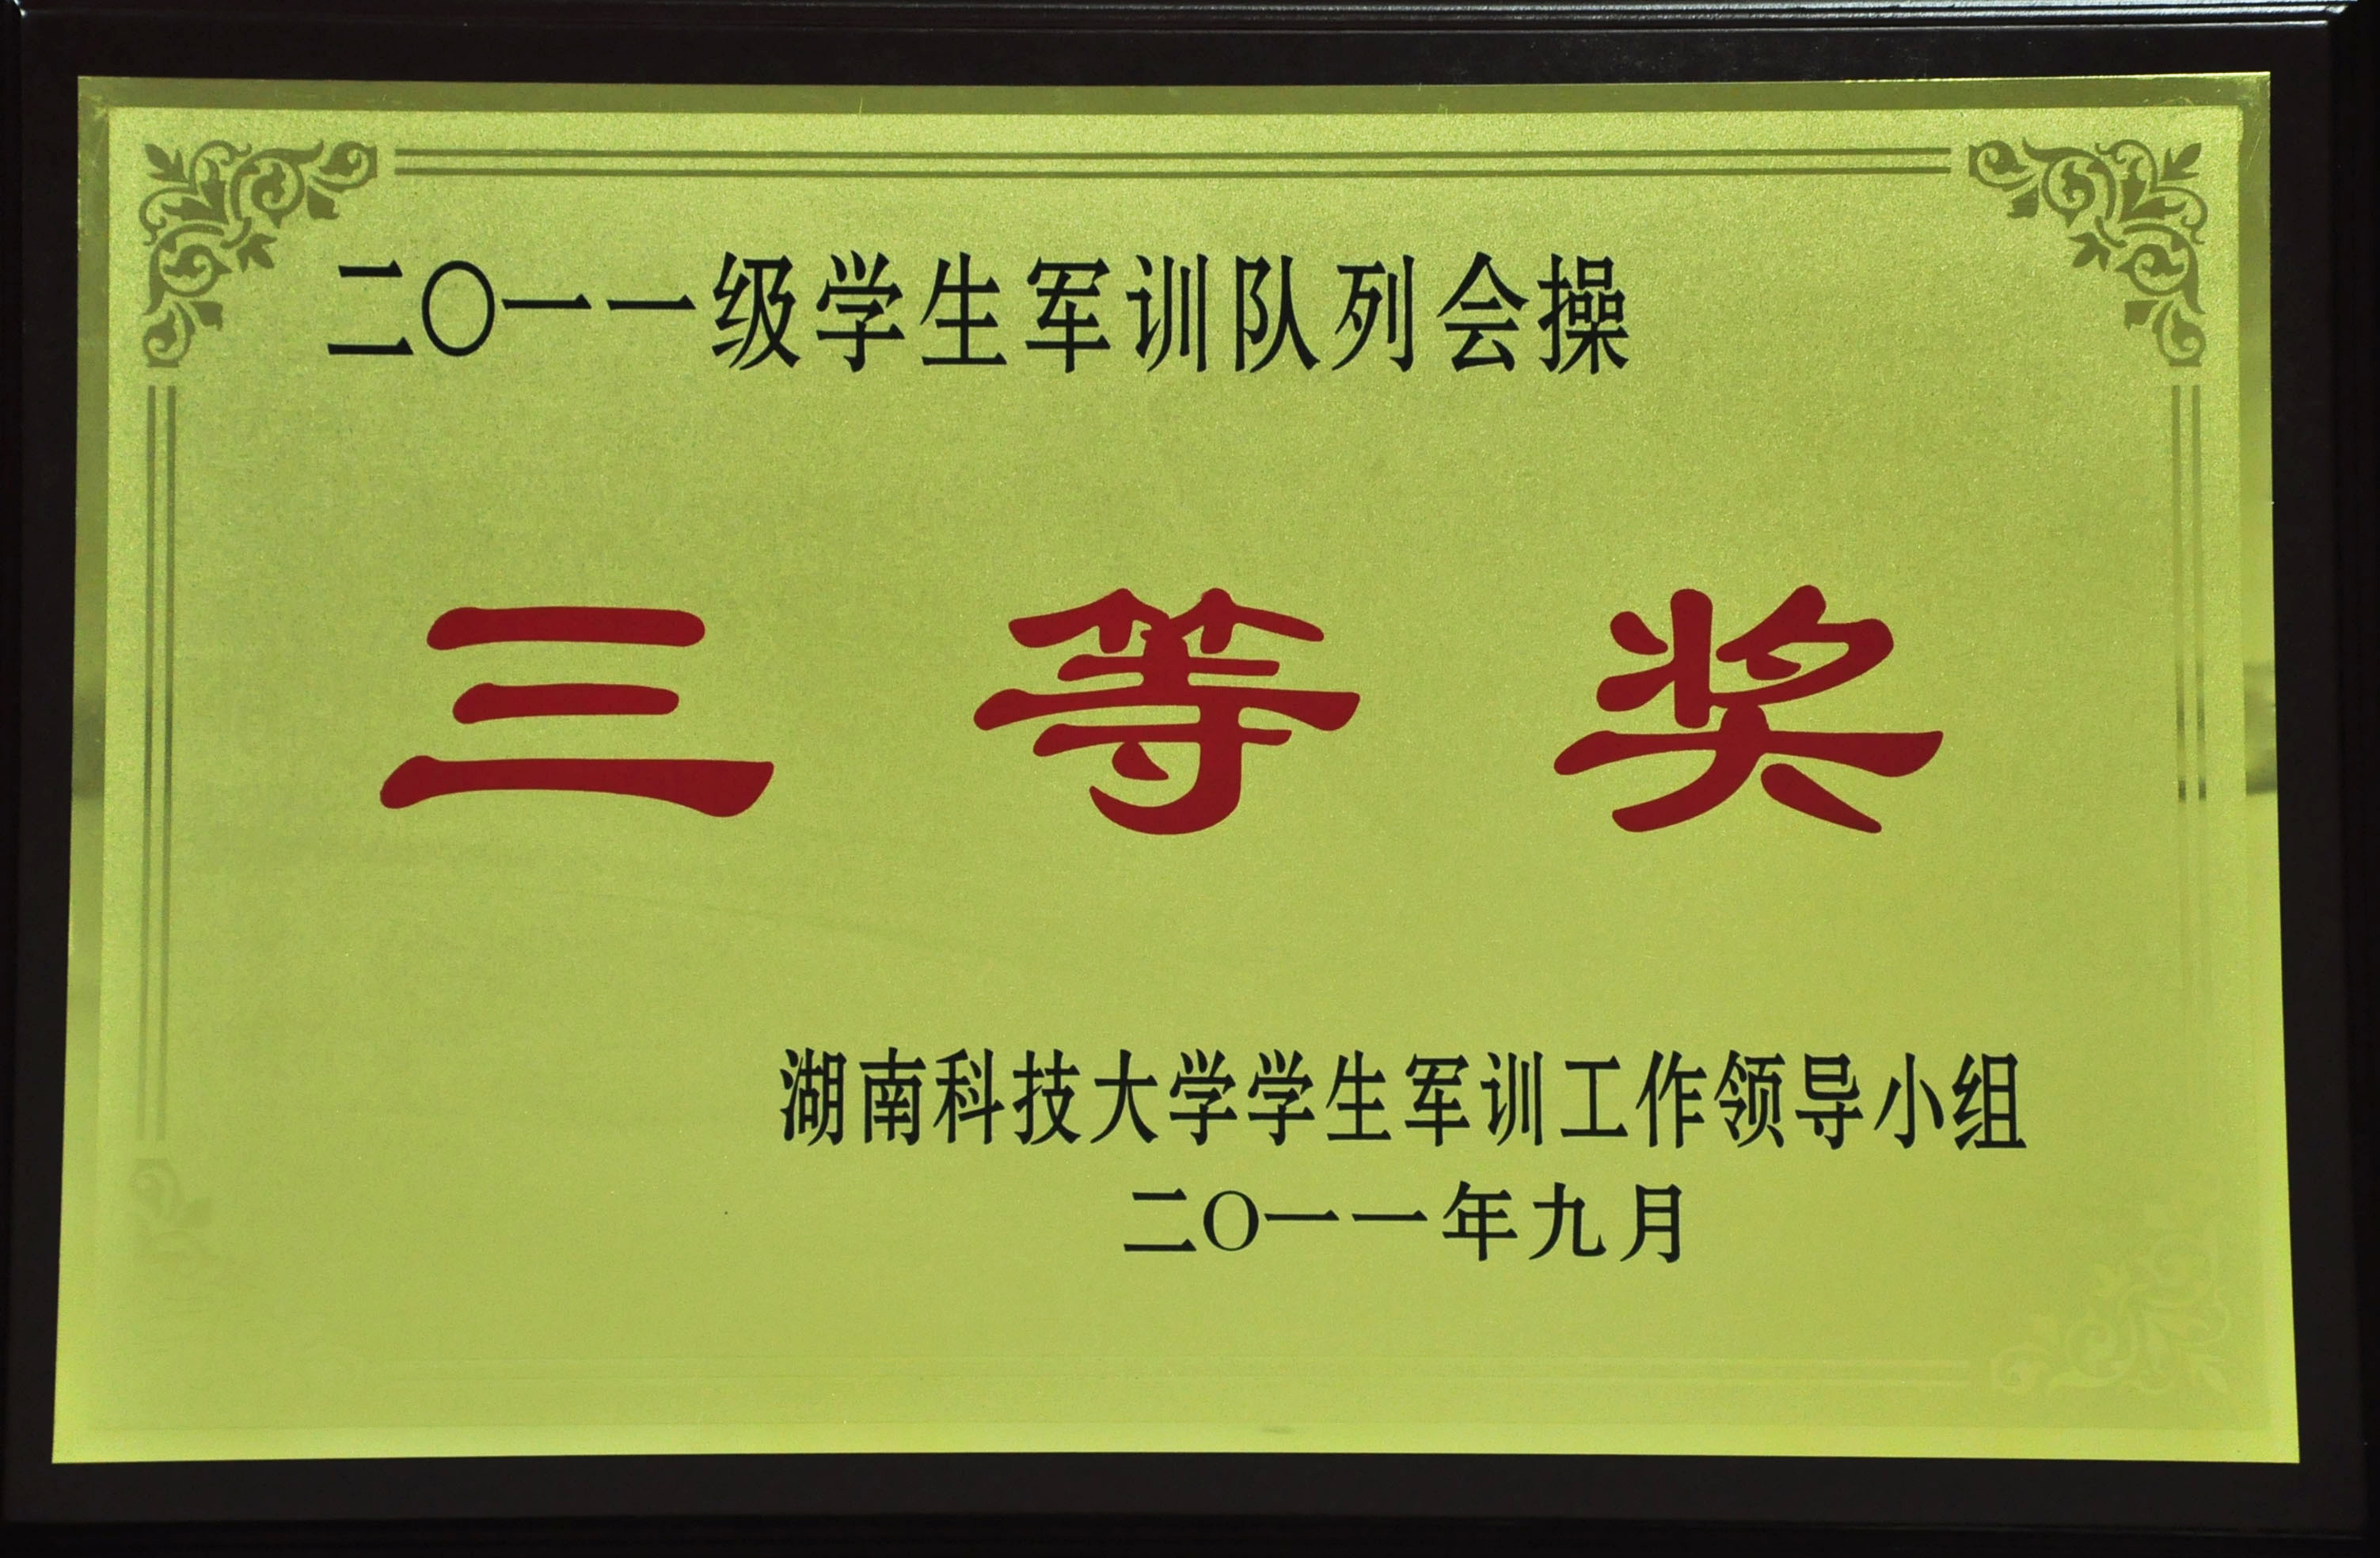 二〇一一级学生军训队列会操
三等奖
湖南科技大学学生军训工作领导小组
二〇一一年九月